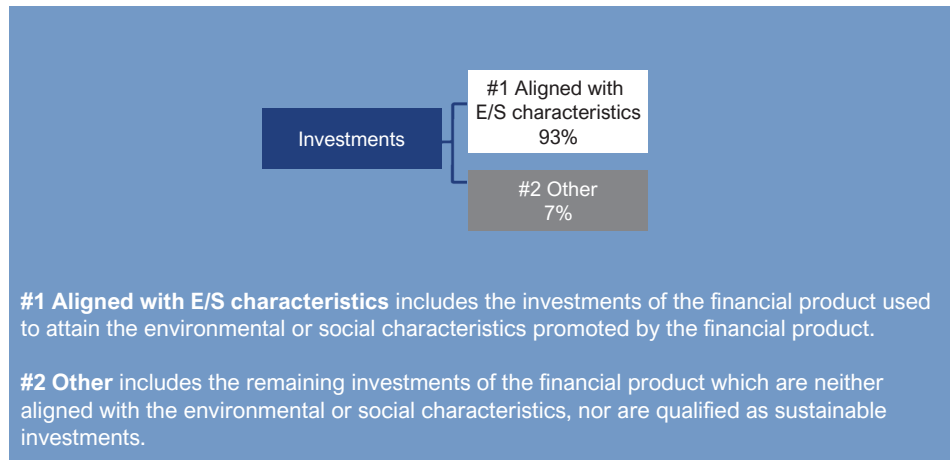 #1 Aligned with
E/S characteristics
93%
Investments
#2 Other
7%
#1 Aligned with E/S characteristics includes the investments of the financial product used
to attain the environmental or social characteristics promoted by the financial product.
#2 Other includes the remaining investments of the financial product which are neither
aligned with the environmental or social characteristics, nor are qualified as sustainable
investments.